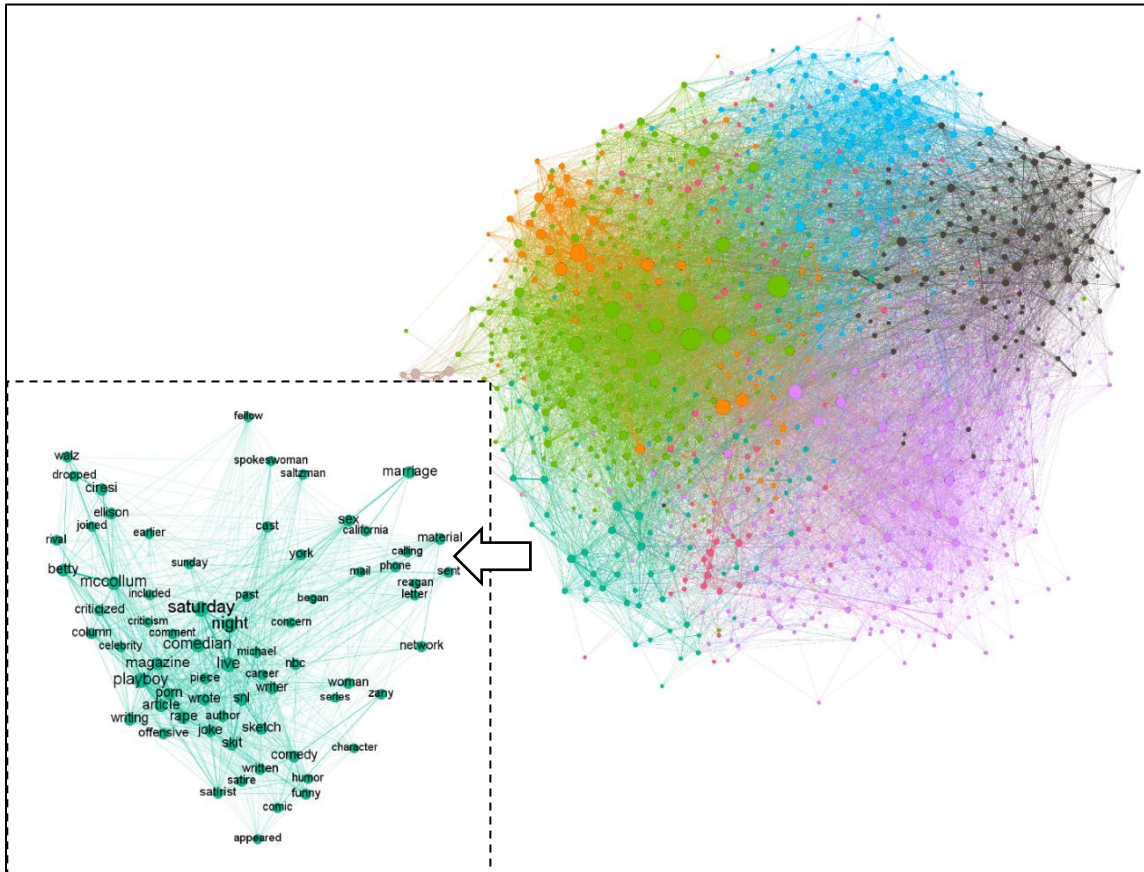 fellow
walz
spokeswoman
dropped
saltzman
marriage
ciresi
ellison
sex
joined
cast
california
earlier
material
rival
york
calling
sunday
phone
betty
mail
sent
mccollum
reagan
included
past
began
letter
saturday
criticized
night
criticism
concern
column
comment
celebrity
comedian
network
michael
magazine
live
nbc
playboy
piece
career
woman
porn
writer
series
zany
article
wrote
snl
writing
rape
author
offensive
joke
sketch
skit
character
comedy
written
satire
humor
satirist
funny
comic
appeared